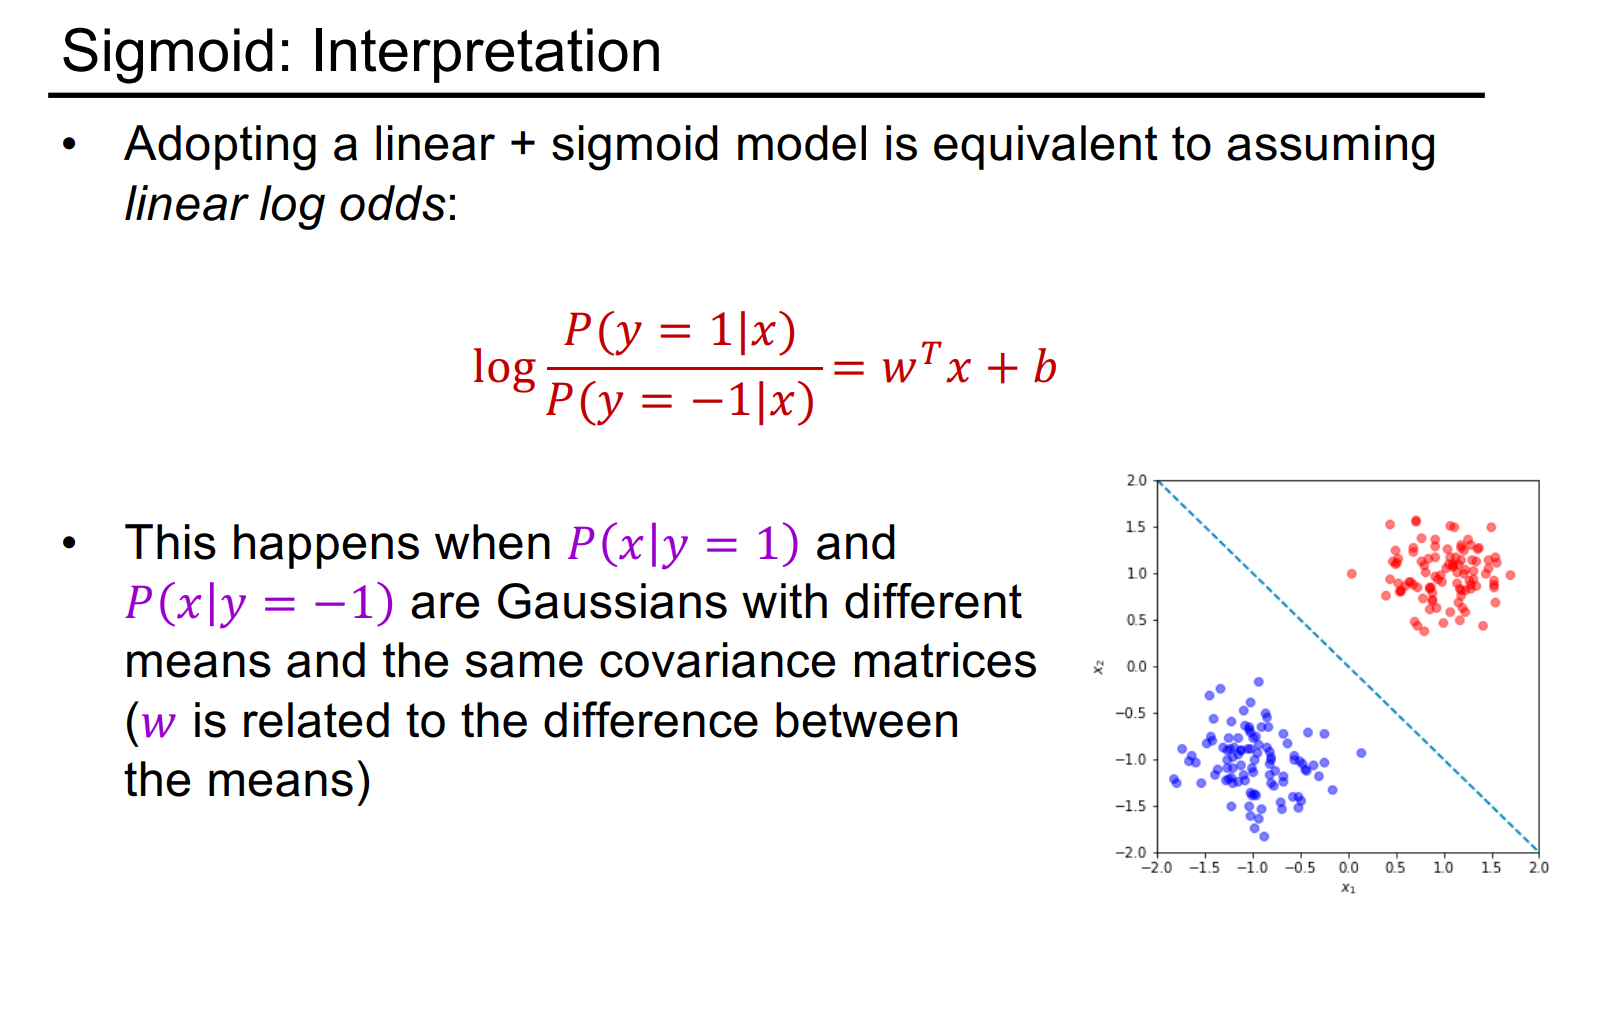 Sigmoid: Interpretation
• Adopting a linear + sigmoid model is equivalent to assuming
linear log odds:
log P(y = 1|x) / P(y = −1|x) = wᵀx + b
• This happens when P(x|y = 1) and
P(x|y = −1) are Gaussians with different
means and the same covariance matrices
(w is related to the difference between
the means)
2.0
1.5
1.0
0.5
0.0
−0.5
−1.0
−1.5
−2.0
x₂
−2.0 −1.5 −1.0 −0.5 0.0 0.5 1.0 1.5 2.0
x₁